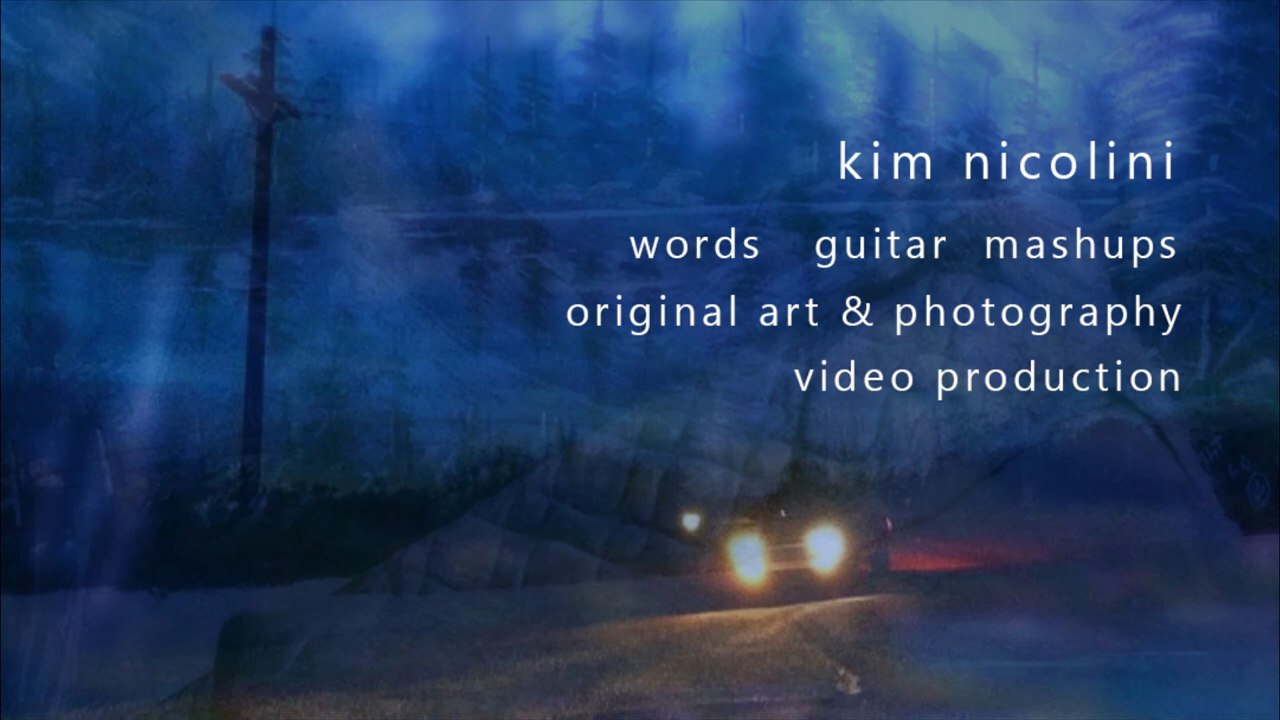 kim nicolini
words guitar mashups
original art & photography
video production